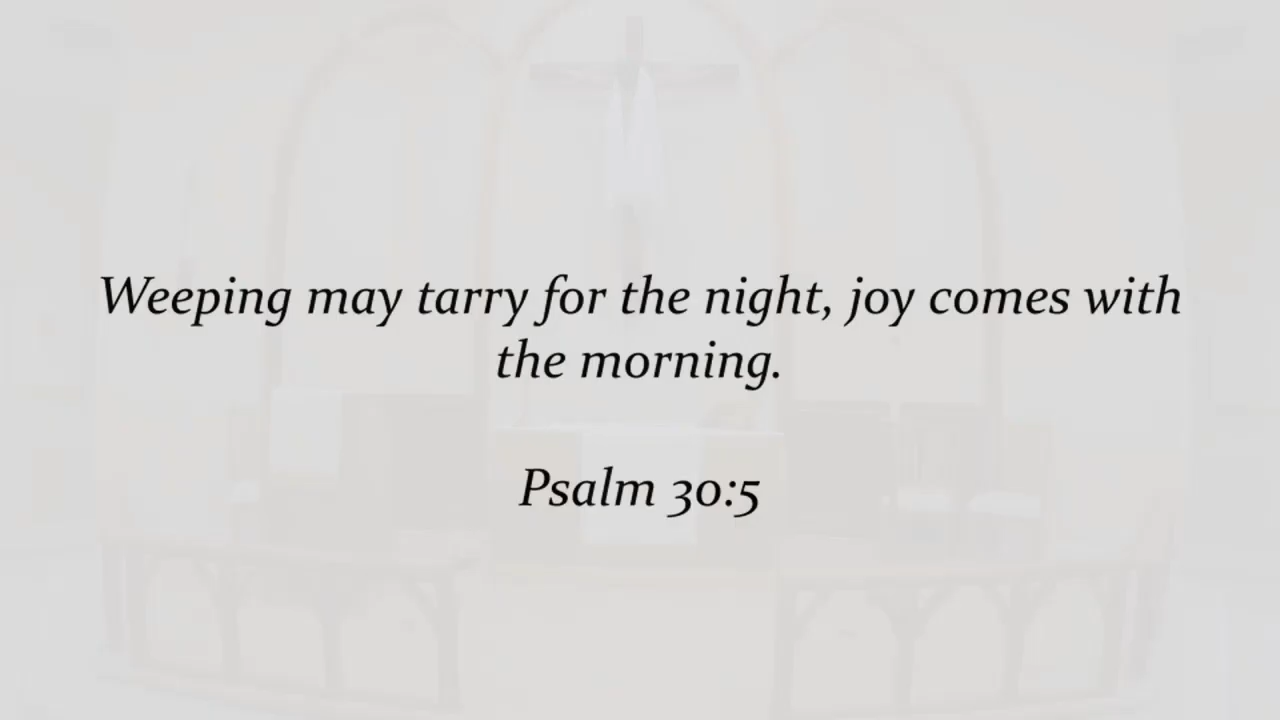 Weeping may tarry for the night, joy comes with
the morning.
Psalm 30:5